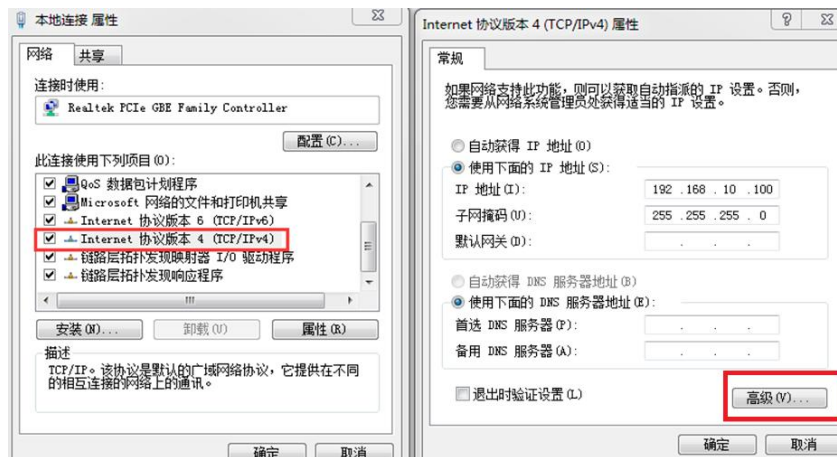 本地连接 属性
网络
共享
连接时使用:
Realtek PCIe GBE Family Controller
配置(C)...
此连接使用下列项目(O):
QoS 数据包计划程序
Microsoft 网络的文件和打印机共享
Internet 协议版本 6 (TCP/IPv6)
Internet 协议版本 4 (TCP/IPv4)
链路层拓扑发现映射器 I/O 驱动程序
链路层拓扑发现响应程序
安装(N)...
卸载(U)
属性(R)
描述
TCP/IP。该协议是默认的广域网络协议，它提供在不同
的相互连接的网络上的通讯。
确定
取消
Internet 协议版本 4 (TCP/IPv4) 属性
常规
如果网络支持此功能，则可以获取自动指派的 IP 设置。否则，
您需要从网络系统管理员处获得适当的 IP 设置。
自动获得 IP 地址(O)
使用下面的 IP 地址(S):
IP 地址(I): 192 .168 .10 .100
子网掩码(U): 255 .255 .255 . 0
默认网关(D): . . .
自动获得 DNS 服务器地址(B)
使用下面的 DNS 服务器地址(E):
首选 DNS 服务器(P): . . .
备用 DNS 服务器(A): . . .
退出时验证设置(L)
高级(V)...
确定
取消